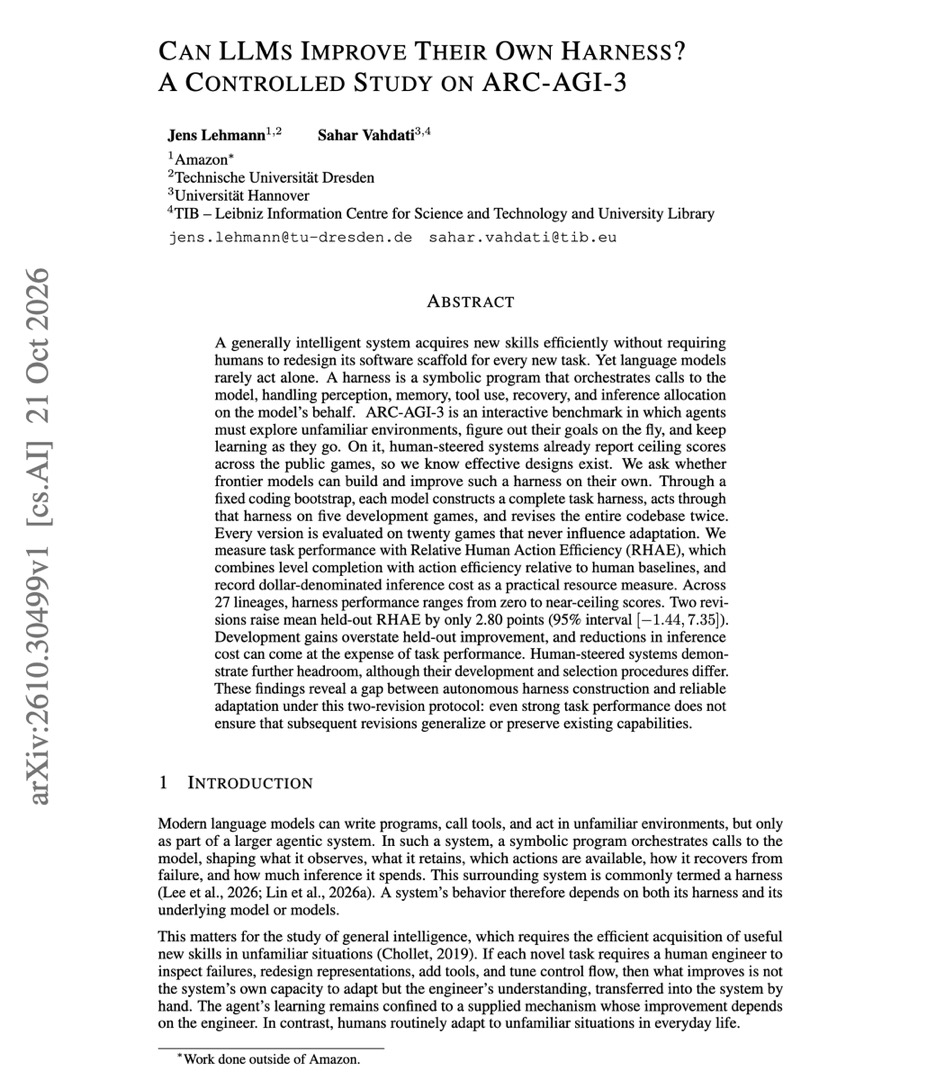 CAN LLMS IMPROVE THEIR OWN HARNESS?
A CONTROLLED STUDY ON ARC-AGI-3
Jens Lehmann1,2 Sahar Vahdati3,4
1Amazon*
2Technische Universität Dresden
3Universität Hannover
4TIB – Leibniz Information Centre for Science and Technology and University Library
jens.lehmann@tu-dresden.de sahar.vahdati@tib.eu
ABSTRACT
A generally intelligent system acquires new skills efficiently without requiring
humans to redesign its software scaffold for every new task. Yet language models
rarely act alone. A harness is a symbolic program that orchestrates calls to the
model, handling perception, memory, tool use, recovery, and inference allocation
on the model's behalf. ARC-AGI-3 is an interactive benchmark in which agents
must explore unfamiliar environments, figure out their goals on the fly, and keep
learning as they go. On it, human-steered systems already report ceiling scores
across the public games, so we know effective designs exist. We ask whether
frontier models can build and improve such a harness on their own. Through a
fixed coding bootstrap, each model constructs a complete task harness, acts through
that harness on five development games, and revises the entire codebase twice.
Every version is evaluated on twenty games that never influence adaptation. We
measure task performance with Relative Human Action Efficiency (RHAE), which
combines level completion with action efficiency relative to human baselines, and
record dollar-denominated inference cost as a practical resource measure. Across
27 lineages, harness performance ranges from zero to near-ceiling scores. Two revi-
sions raise mean held-out RHAE by only 2.80 points (95% interval [−1.44, 7.35]).
Development gains overstate held-out improvement, and reductions in inference
cost can come at the expense of task performance. Human-steered systems demon-
strate further headroom, although their development and selection procedures differ.
These findings reveal a gap between autonomous harness construction and reliable
adaptation under this two-revision protocol: even strong task performance does not
ensure that subsequent revisions generalize or preserve existing capabilities.
arXiv:2610.30499v1 [cs.AI] 21 Oct 2026
1 INTRODUCTION
Modern language models can write programs, call tools, and act in unfamiliar environments, but only
as part of a larger agentic system. In such a system, a symbolic program orchestrates calls to the
model, shaping what it observes, what it retains, which actions are available, how it recovers from
failure, and how much inference it spends. This surrounding system is commonly termed a harness
(Lee et al., 2026; Lin et al., 2026a). A system's behavior therefore depends on both its harness and its
underlying model or models.
This matters for the study of general intelligence, which requires the efficient acquisition of useful
new skills in unfamiliar situations (Chollet, 2019). If each novel task requires a human engineer to
inspect failures, redesign representations, add tools, and tune control flow, then what improves is not
the system's own capacity to adapt but the engineer's understanding, transferred into the system by
hand. The agent's learning remains confined to a supplied mechanism whose improvement depends
on the engineer. In contrast, humans routinely adapt to unfamiliar situations in everyday life.
*Work done outside of Amazon.